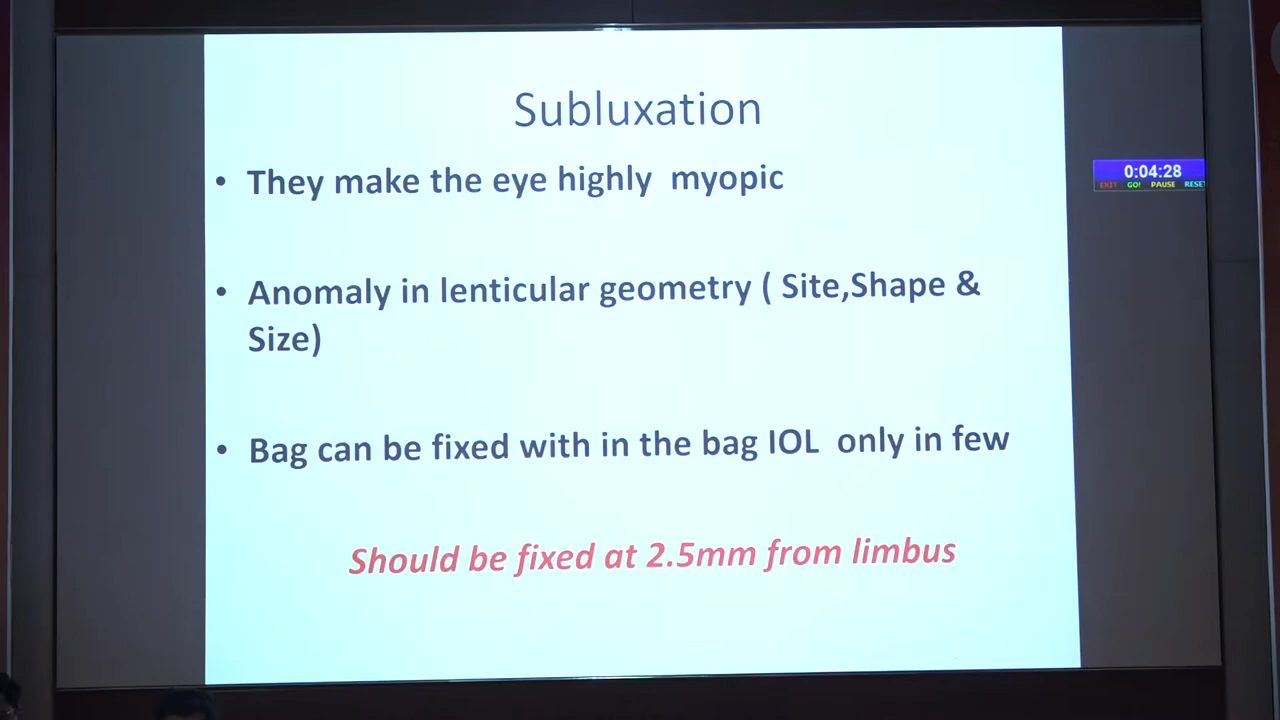 Subluxation
• They make the eye highly myopic
0:04:28
EXIT GO! PAUSE RESET
• Anomaly in lenticular geometry ( Site,Shape &
Size)
• Bag can be fixed with in the bag IOL only in few
Should be fixed at 2.5mm from limbus